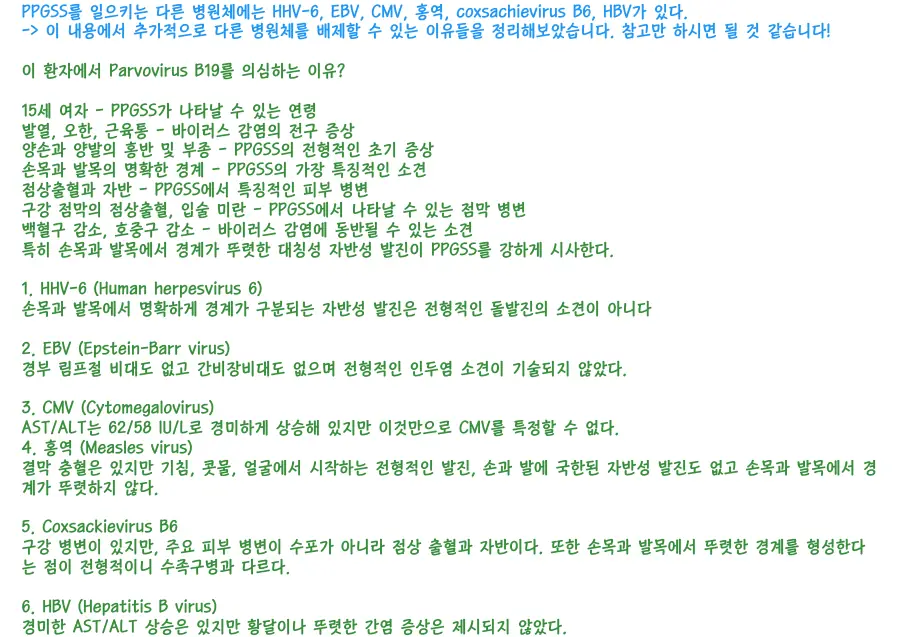 PPGSS를 일으키는 다른 병원체에는 HHV-6, EBV, CMV, 홍역, coxsachievirus B6, HBV가 있다.
-> 이 내용에서 추가적으로 다른 병원체를 배제할 수 있는 이유들을 정리해보았습니다. 참고만 하시면 될 것 같습니다!
이 환자에서 Parvovirus B19를 의심하는 이유?
15세 여자 - PPGSS가 나타날 수 있는 연령
발열, 오한, 근육통 - 바이러스 감염의 전구 증상
양손과 양발의 홍반 및 부종 - PPGSS의 전형적인 초기 증상
손목과 발목의 명확한 경계 - PPGSS의 가장 특징적인 소견
점상출혈과 자반 - PPGSS에서 특징적인 피부 병변
구강 점막의 점상출혈, 입술 미란 - PPGSS에서 나타날 수 있는 점막 병변
백혈구 감소, 호중구 감소 - 바이러스 감염에 동반될 수 있는 소견
특히 손목과 발목에서 경계가 뚜렷한 대칭성 자반성 발진이 PPGSS를 강하게 시사한다.
1. HHV-6 (Human herpesvirus 6)
손목과 발목에서 명확하게 경계가 구분되는 자반성 발진은 전형적인 돌발진의 소견이 아니다
2. EBV (Epstein-Barr virus)
경부 림프절 비대도 없고 간비장비대도 없으며 전형적인 인두염 소견이 기술되지 않았다.
3. CMV (Cytomegalovirus)
AST/ALT는 62/58 IU/L로 경미하게 상승해 있지만 이것만으로 CMV를 특정할 수 없다.
4. 홍역 (Measles virus)
결막 충혈은 있지만 기침, 콧물, 얼굴에서 시작하는 전형적인 발진, 손과 발에 국한된 자반성 발진도 없고 손목과 발목에서 경
계가 뚜렷하지 않다.
5. Coxsackievirus B6
구강 병변이 있지만, 주요 피부 병변이 수포가 아니라 점상 출혈과 자반이다. 또한 손목과 발목에서 뚜렷한 경계를 형성한다
는 점이 전형적이니 수족구병과 다르다.
6. HBV (Hepatitis B virus)
경미한 AST/ALT 상승은 있지만 황달이나 뚜렷한 간염 증상은 제시되지 않았다.